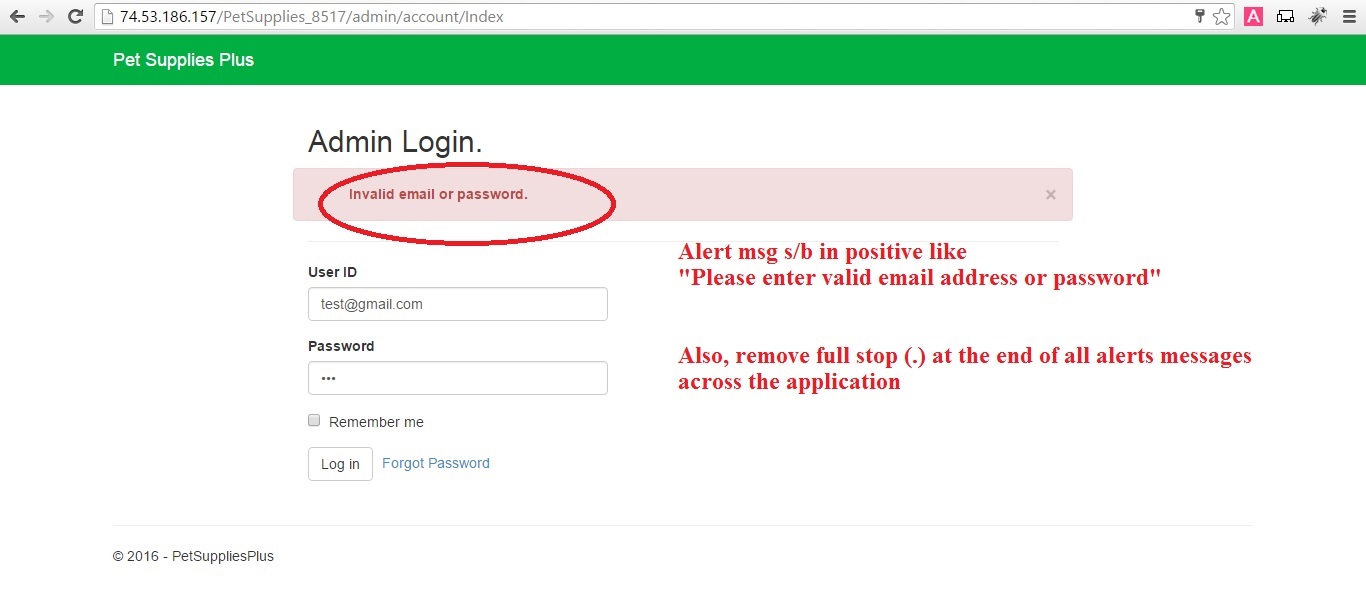 74.53.186.157/PetSupplies_8517/admin/account/Index
A
Pet Supplies Plus
Admin Login.
Invalid email or password.
×
Alert msg s/b in positive like
"Please enter valid email address or password"
User ID
test@gmail.com
Password
•••
Also, remove full stop (.) at the end of all alerts messages
across the application
Remember me
Log in Forgot Password
© 2016 - PetSuppliesPlus